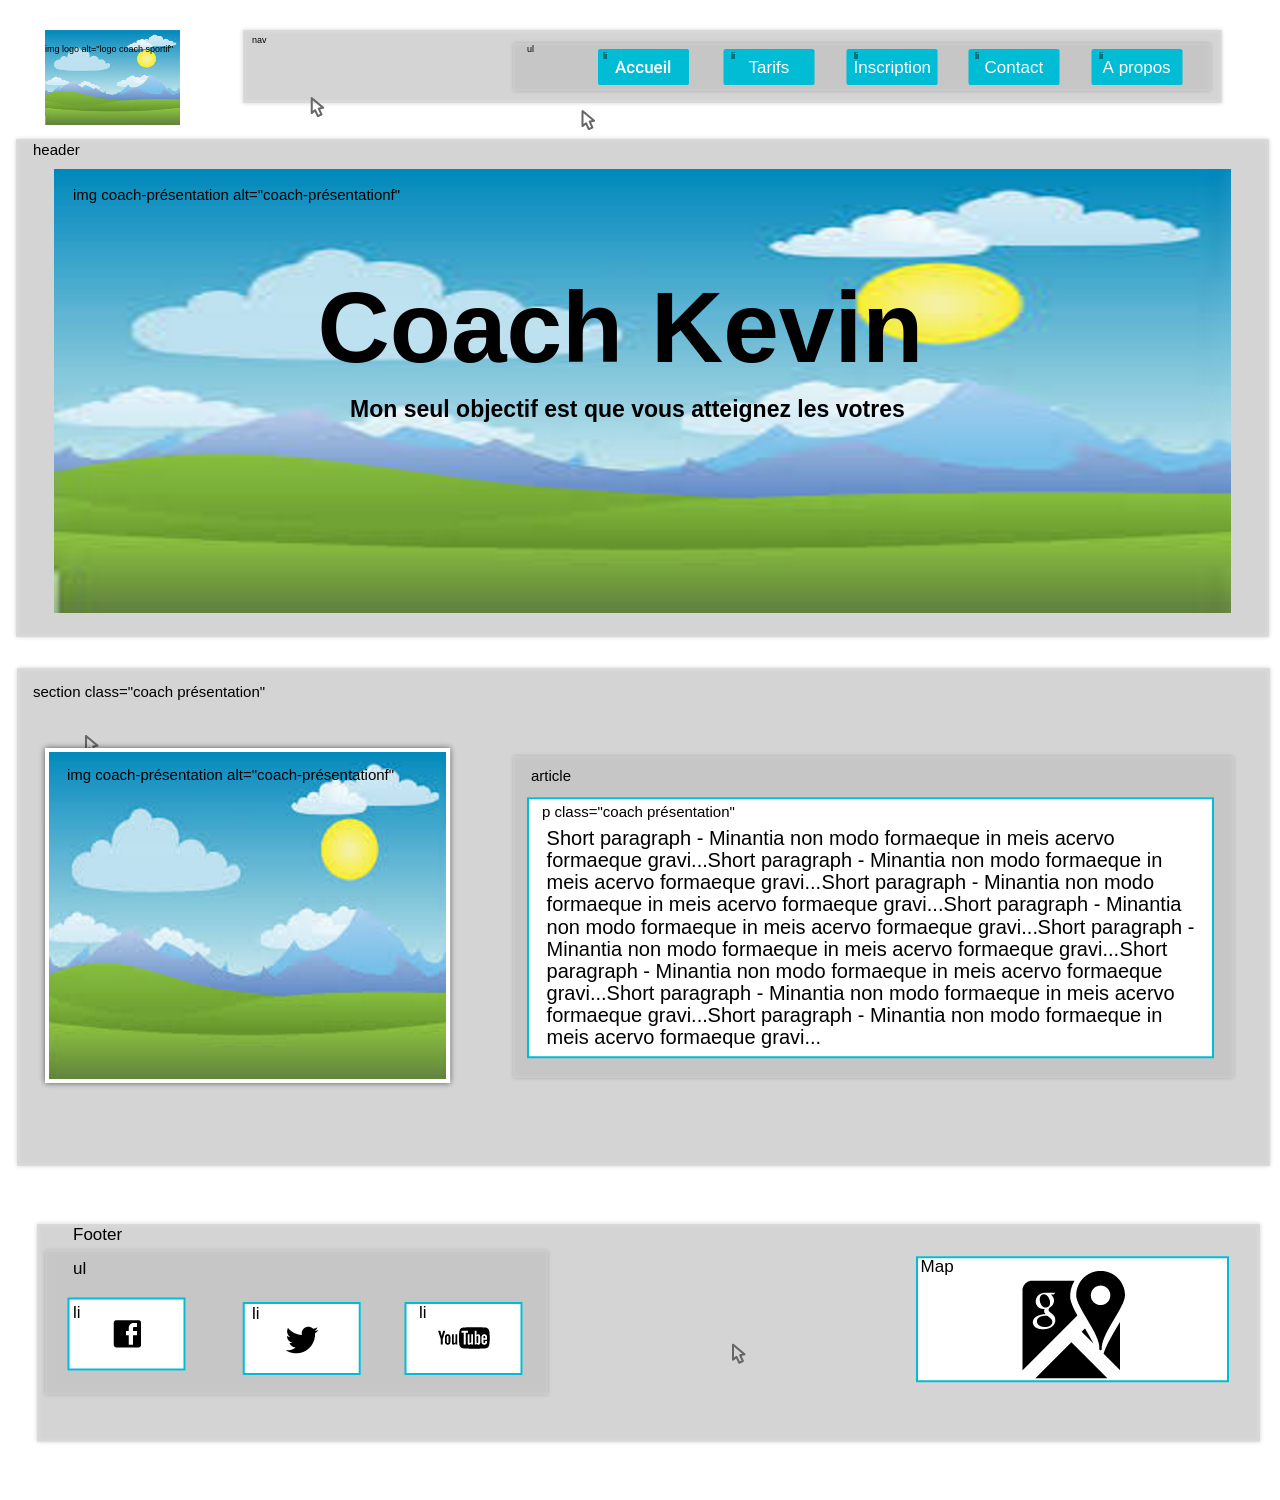 img logo alt="logo coach sportif"
nav
ul
li
Accueil
li
Tarifs
li
Inscription
li
Contact
li
A propos
header
img coach-présentation alt="coach-présentationf"
Coach Kevin
Mon seul objectif est que vous atteignez les votres
section class="coach présentation"
img coach-présentation alt="coach-présentationf"
article
p class="coach présentation"
Short paragraph - Minantia non modo formaeque in meis acervo
formaeque gravi...Short paragraph - Minantia non modo formaeque in
meis acervo formaeque gravi...Short paragraph - Minantia non modo
formaeque in meis acervo formaeque gravi...Short paragraph - Minantia
non modo formaeque in meis acervo formaeque gravi...Short paragraph -
Minantia non modo formaeque in meis acervo formaeque gravi...Short
paragraph - Minantia non modo formaeque in meis acervo formaeque
gravi...Short paragraph - Minantia non modo formaeque in meis acervo
formaeque gravi...Short paragraph - Minantia non modo formaeque in
meis acervo formaeque gravi...
Footer
ul
li
li
li
You Tube
Map
g